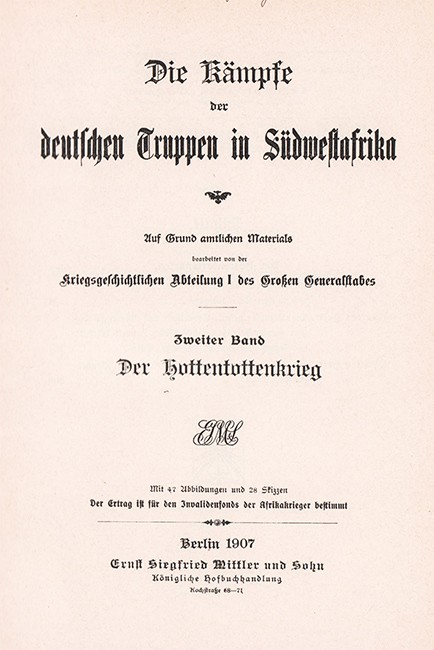 Die Kämpfe
der
deutschen Truppen in Südwestafrika
Auf Grund amtlichen Materials
bearbeitet von der
Kriegsgeschichtlichen Abteilung I des Großen Generalstabes
Zweiter Band
Der Hottentottenkrieg
ESMS
Mit 47 Abbildungen und 28 Skizzen
Der Ertrag ist für den Invalidenfonds der Afrikakrieger bestimmt
Berlin 1907
Ernst Siegfried Mittler und Sohn
Königliche Hofbuchhandlung
Kochstraße 68—71